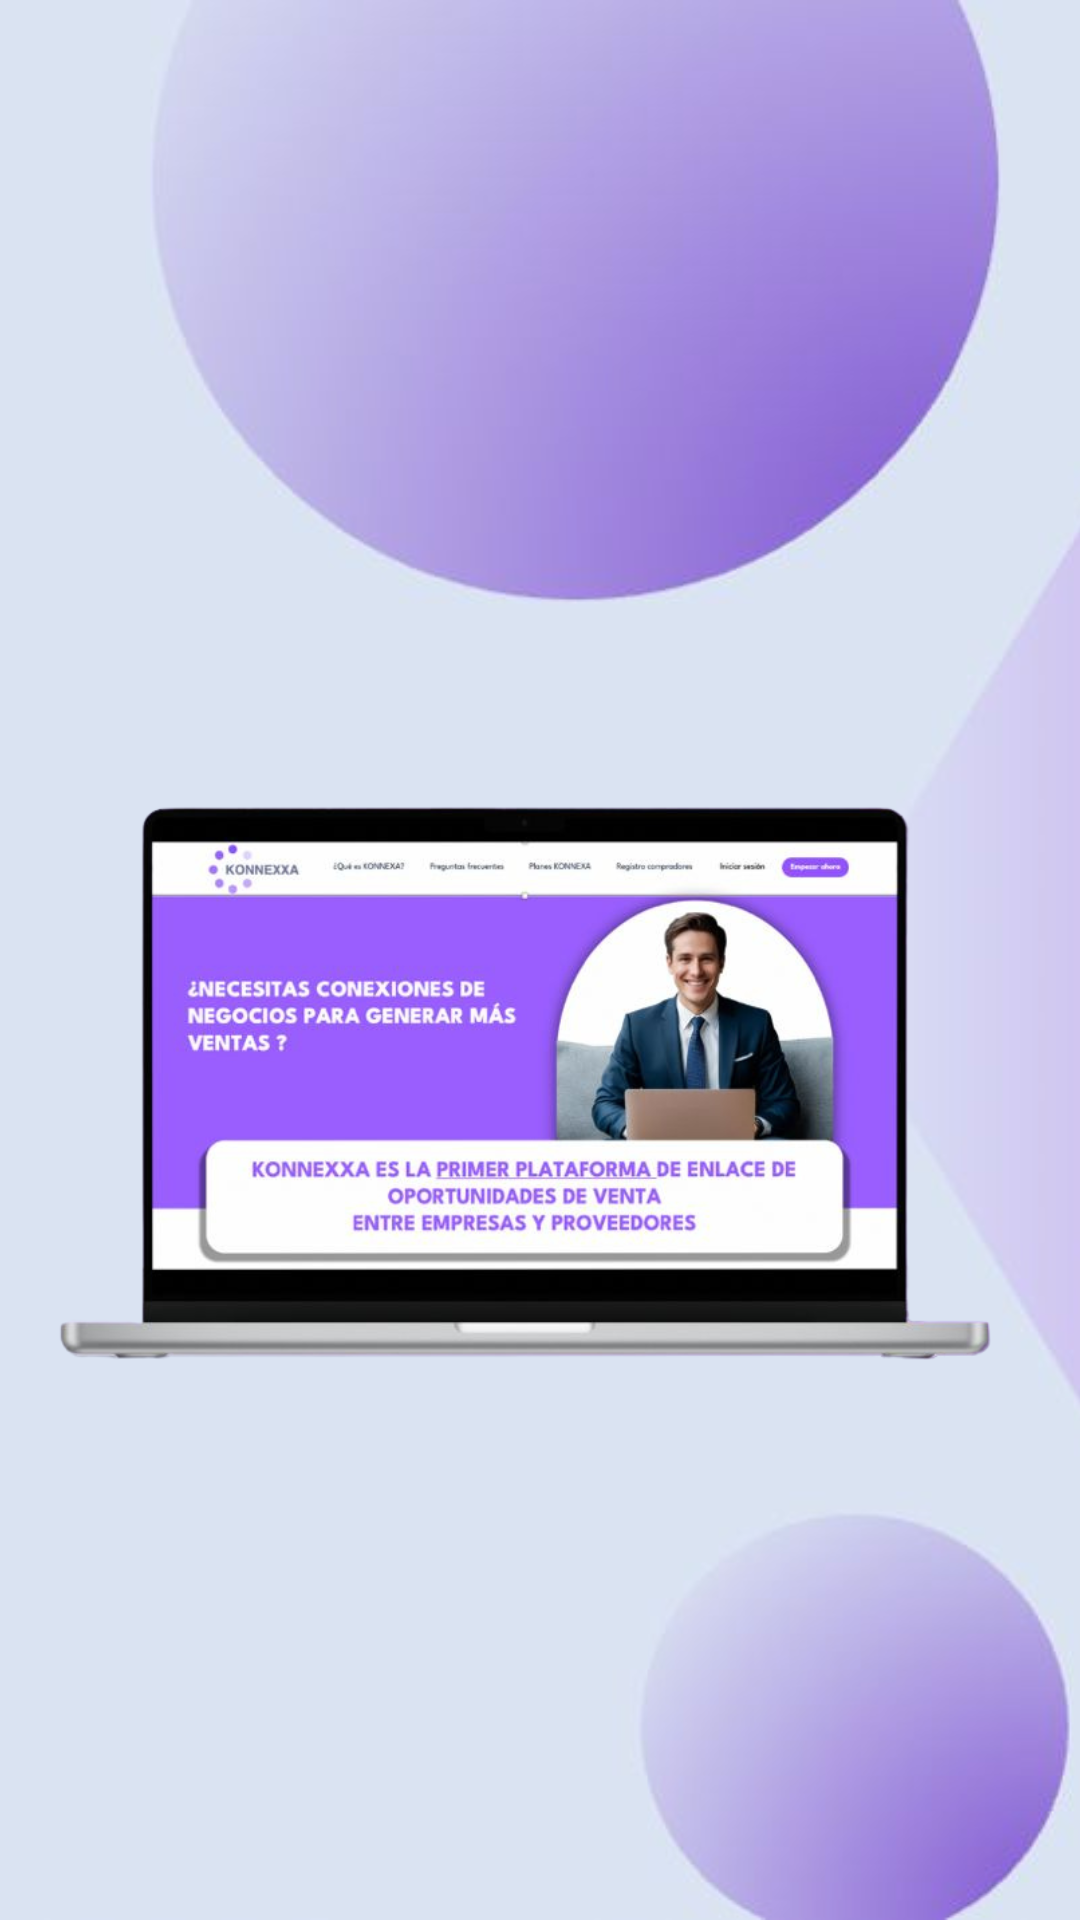 KONNEXXA
¿Qué es KONNEXA?
Preguntas frecuentes
Planes KONNEXA
Registro compradores
Iniciar sesión
Empezar ahora
¿NECESITAS CONEXIONES DE
NEGOCIOS PARA GENERAR MÁS
VENTAS ?
KONNEXXA ES LA PRIMER PLATAFORMA DE ENLACE DE
OPORTUNIDADES DE VENTA
ENTRE EMPRESAS Y PROVEEDORES